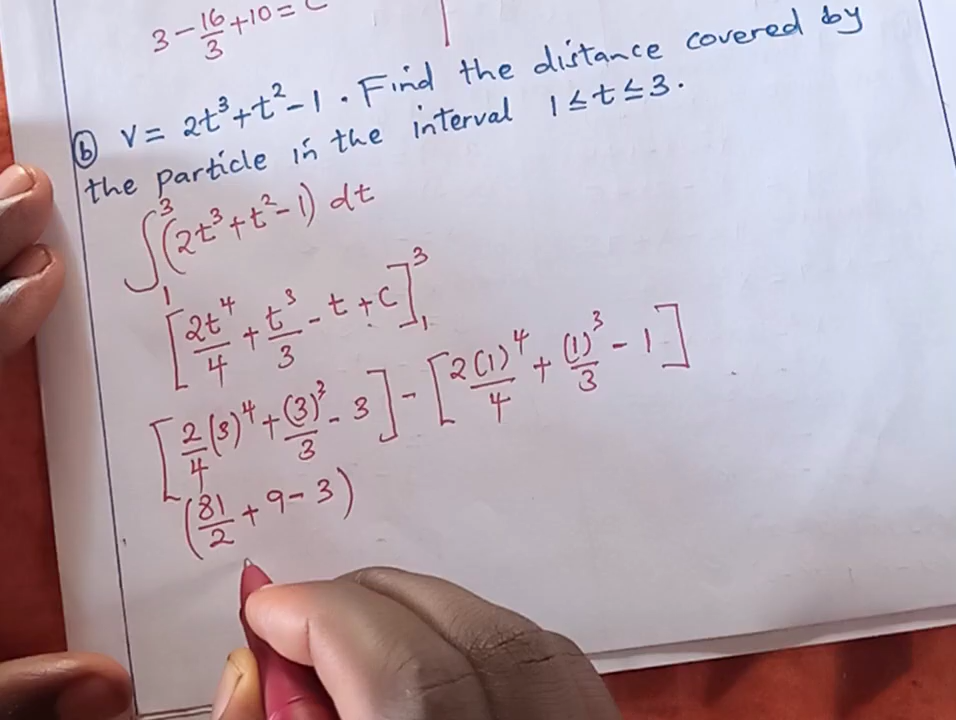 3 - 16/3 + 10 = C
(b) V = 2t³ + t² - 1 . Find the distance covered by
the particle in the interval 1 ≤ t ≤ 3 .
∫₁³ (2t³ + t² - 1) dt
[2t⁴/4 + t³/3 - t + C]₁³
[2/4 (3)⁴ + (3)³/3 - 3] - [2(1)⁴/4 + (1)³/3 - 1]
(81/2 + 9 - 3)